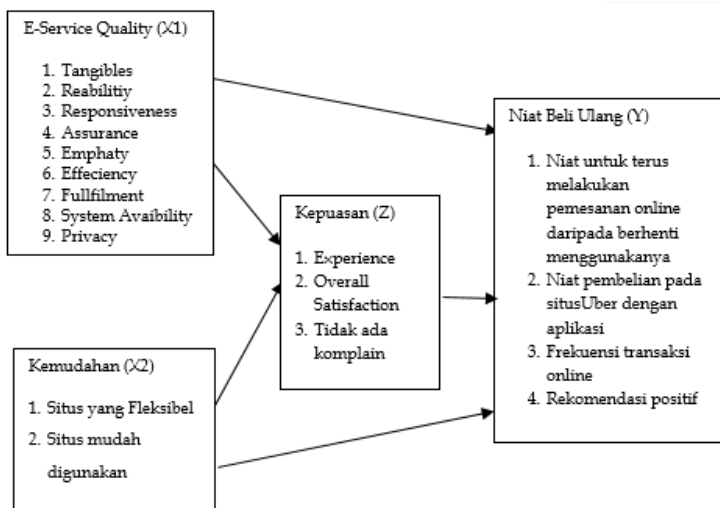 E-Service Quality (X1)
1. Tangibles
2. Reabilitiy
3. Responsiveness
4. Assurance
5. Emphaty
6. Effeciency
7. Fullfilment
8. System Avaibility
9. Privacy
Kemudahan (X2)
1. Situs yang Fleksibel
2. Situs mudah
digunakan
Kepuasan (Z)
1. Experience
2. Overall
Satisfaction
3. Tidak ada
komplain
Niat Beli Ulang (Y)
1. Niat untuk terus
melakukan
pemesanan online
daripada berhenti
menggunakanya
2. Niat pembelian pada
situsUber dengan
aplikasi
3. Frekuensi transaksi
online
4. Rekomendasi positif